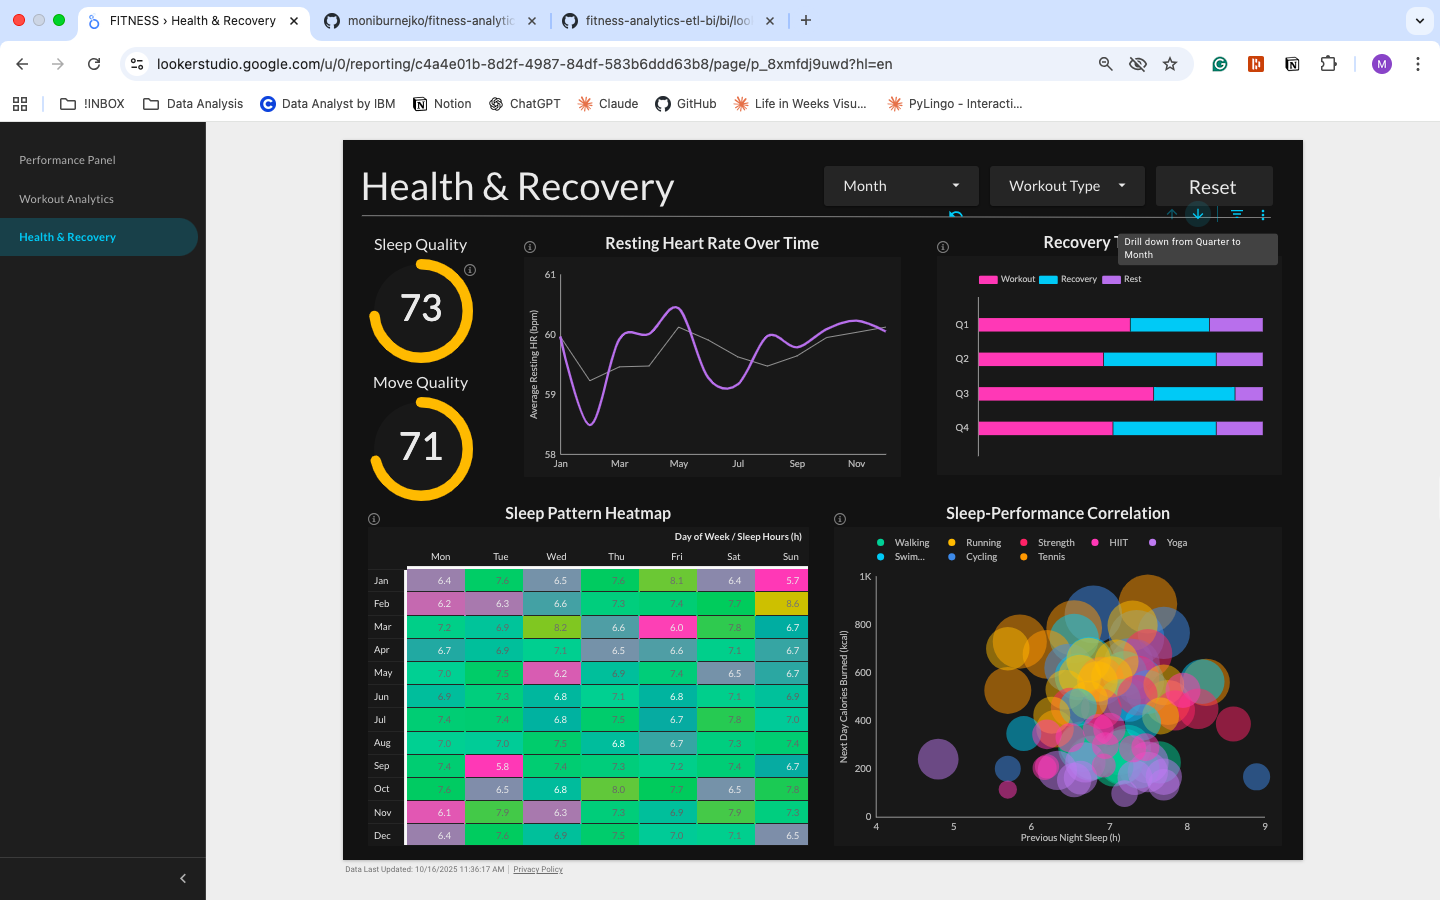 FITNESS › Health & Recovery
moniburnejko/fitness-analytic
fitness-analytics-etl-bi/bi/loo
lookerstudio.google.com/u/0/reporting/c4a4e01b-8d2f-4987-84df-583b6ddd63b8/page/p_8xmfdj9uwd?hl=en
M
!INBOX
Data Analysis
Data Analyst by IBM
Notion
ChatGPT
Claude
GitHub
Life in Weeks Visu...
PyLingo - Interacti...
Performance Panel
Workout Analytics
Health & Recovery
Health & Recovery
Month
Workout Type
Reset
Sleep Quality
73
Move Quality
71
Resting Heart Rate Over Time
Average Resting HR (bpm)
61
60
59
58
Jan Mar May Jul Sep Nov
Recovery T
Drill down from Quarter to
Month
Workout Recovery Rest
Q1
Q2
Q3
Q4
Sleep Pattern Heatmap
Day of Week / Sleep Hours (h)
Mon Tue Wed Thu Fri Sat Sun
Jan 6.4 7.6 6.5 7.6 8.1 6.4 5.7
Feb 6.2 6.3 6.6 7.3 7.4 7.7 8.6
Mar 7.2 6.9 8.2 6.6 6.0 7.8 6.7
Apr 6.7 6.9 7.1 6.5 6.6 7.1 6.7
May 7.0 7.5 6.2 6.9 7.4 6.5 6.7
Jun 6.9 7.3 6.8 7.1 6.8 7.1 6.9
Jul 7.4 7.4 6.8 7.5 6.7 7.8 7.0
Aug 7.0 7.0 7.5 6.8 6.7 7.3 7.4
Sep 7.4 5.8 7.4 7.3 7.2 7.4 6.7
Oct 7.6 6.5 6.8 8.0 7.7 6.5 7.8
Nov 6.1 7.9 6.3 7.3 6.9 7.9 7.3
Dec 6.4 7.6 6.9 7.5 7.0 7.1 6.5
Sleep-Performance Correlation
Walking Running Strength HIIT Yoga
Swim... Cycling Tennis
Next Day Calories Burned (kcal)
1K
800
600
400
200
0
4 5 6 7 8 9
Previous Night Sleep (h)
Data Last Updated: 10/16/2025 11:36:17 AM
Privacy Policy